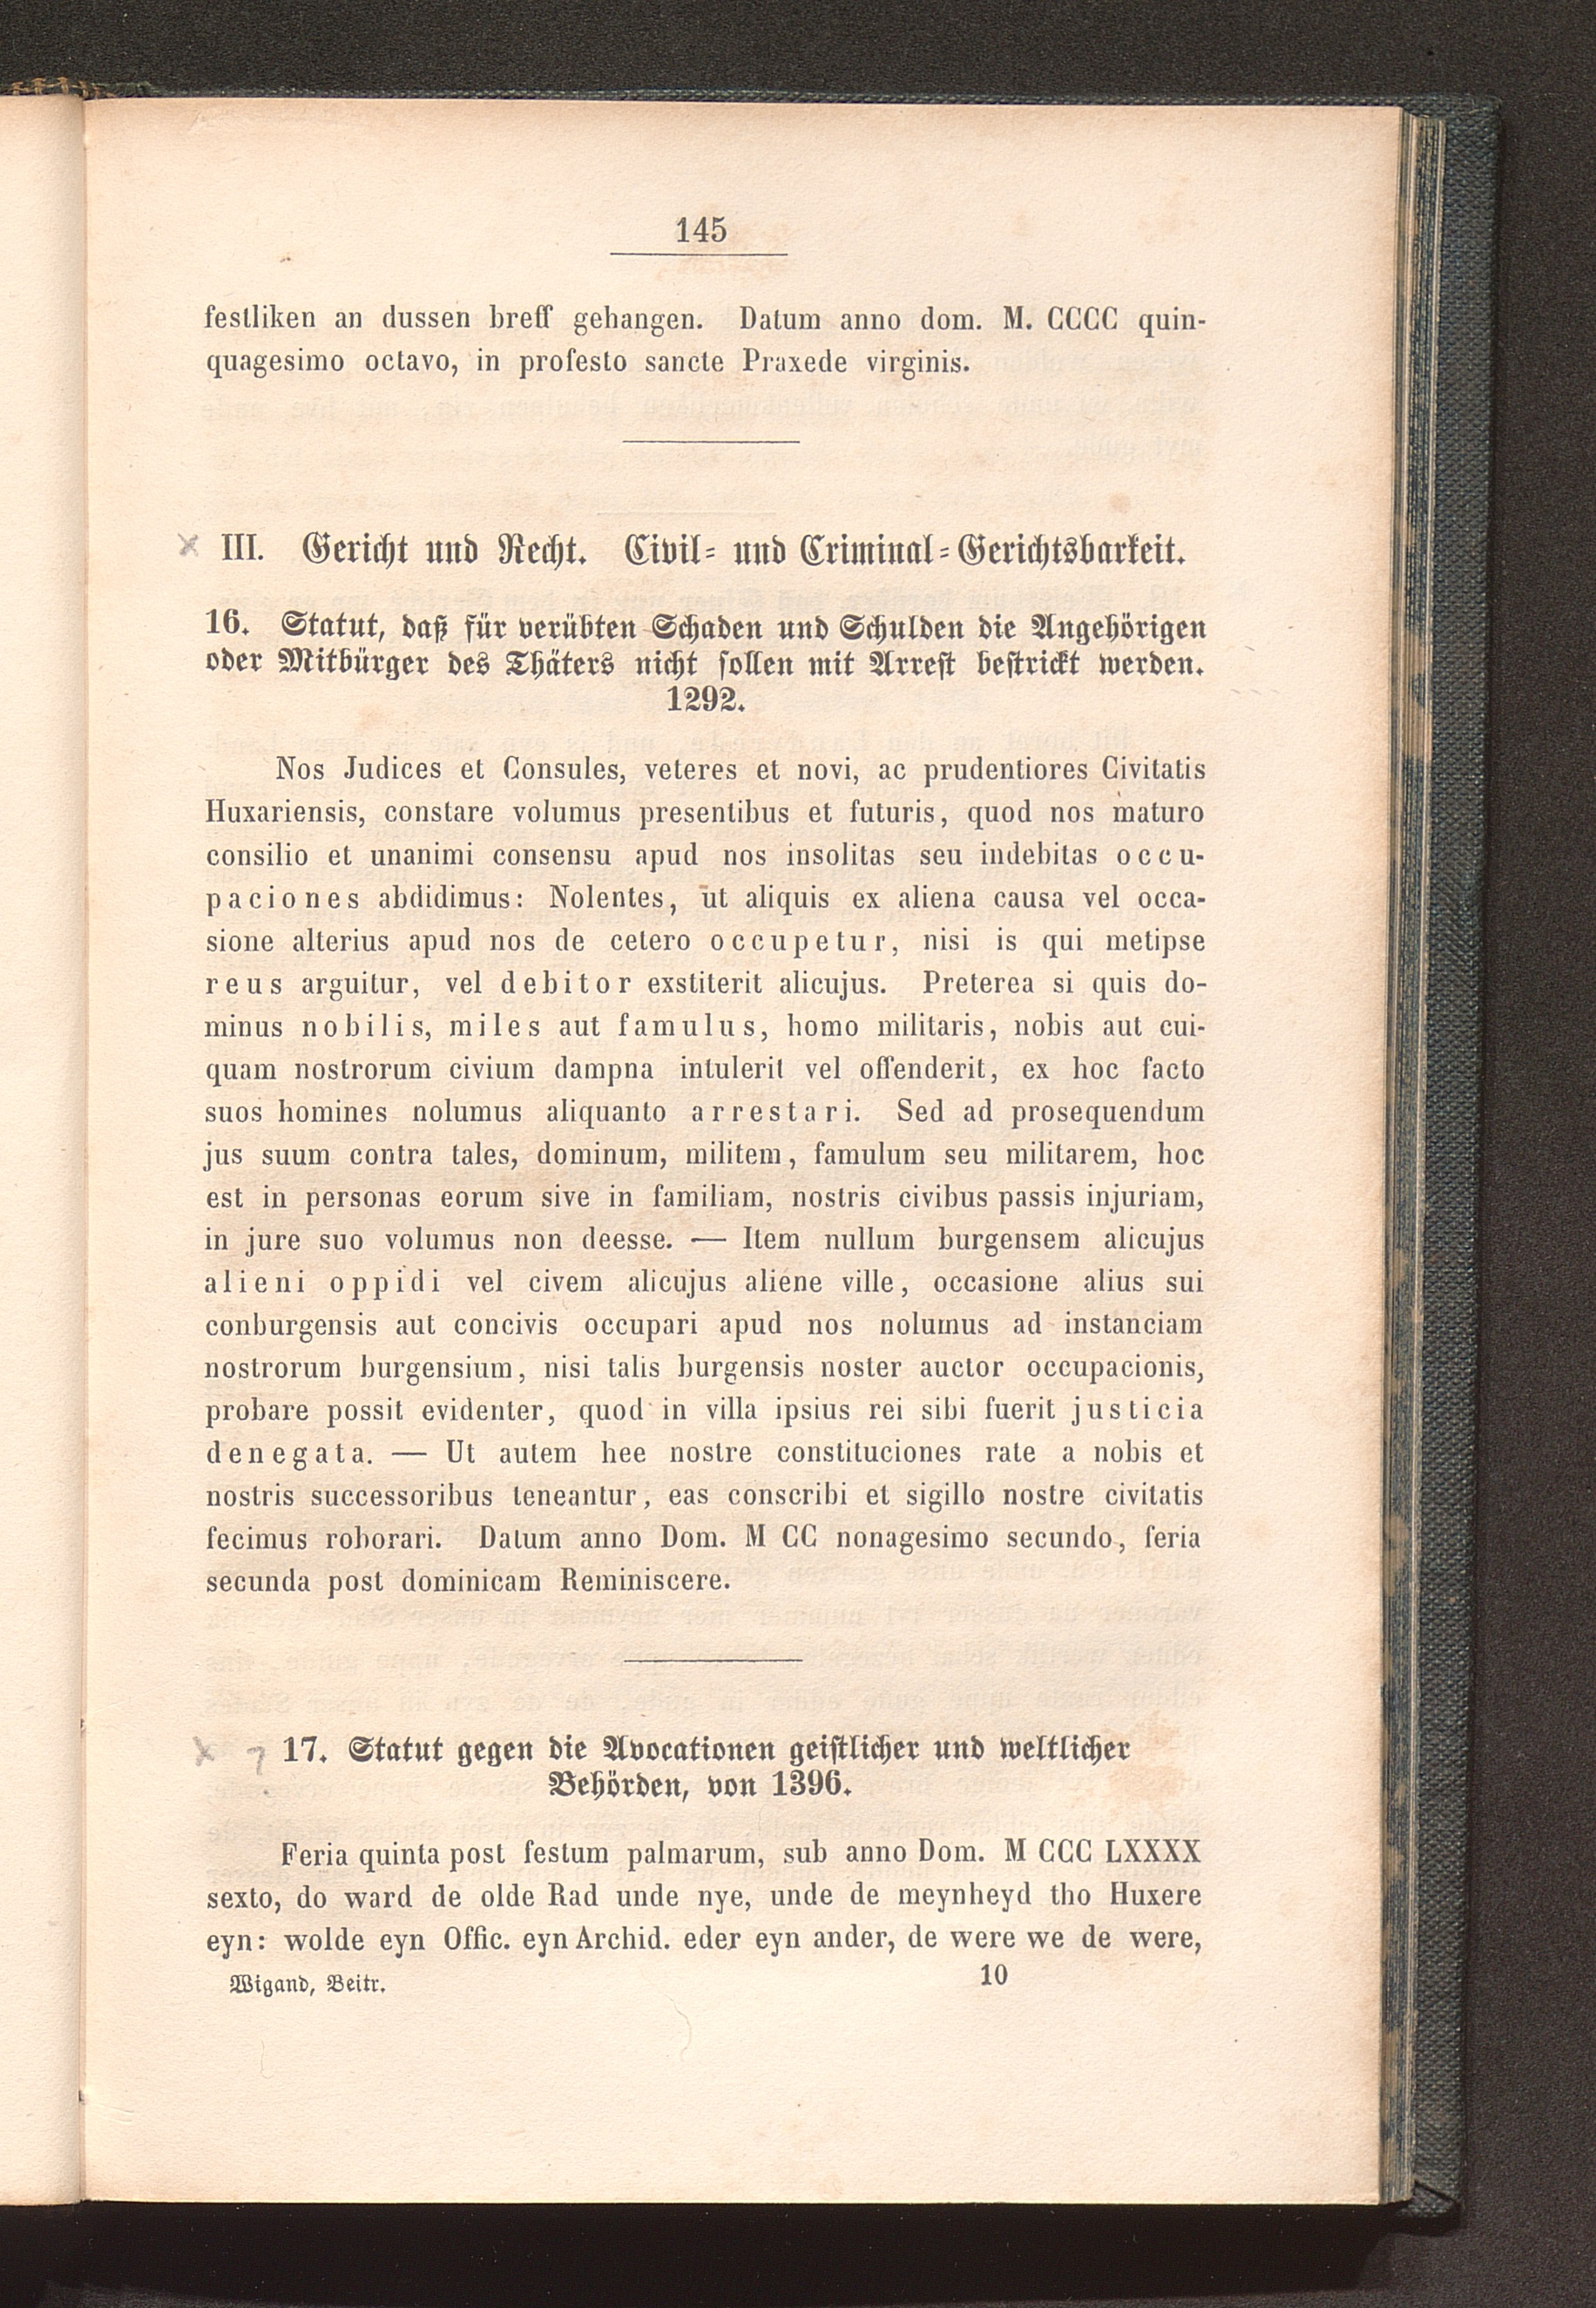 145
festliken an dussen breff gehangen. Datum anno dom. M. CCCC quin-
quagesimo octavo, in profesto sancte Praxede virginis.
III. Gericht und Recht. Civil- und Criminal-Gerichtsbarkeit.
16. Statut, daß für verübten Schaden und Schulden die Angehörigen
oder Mitbürger des Thäters nicht sollen mit Arrest bestrickt werden.
1292.
Nos Judices et Consules, veteres et novi, ac prudentiores Civitatis
Huxariensis, constare volumus presentibus et futuris, quod nos maturo
consilio et unanimi consensu apud nos insolitas seu indebitas occu-
paciones abdidimus: Nolentes, ut aliquis ex aliena causa vel occa-
sione alterius apud nos de cetero occupetur, nisi is qui metipse
reus arguitur, vel debitor exstiterit alicujus. Preterea si quis do-
minus nobilis, miles aut famulus, homo militaris, nobis aut cui-
quam nostrorum civium dampna intulerit vel offenderit, ex hoc facto
suos homines nolumus aliquanto arrestari. Sed ad prosequendum
jus suum contra tales, dominum, militem, famulum seu militarem, hoc
est in personas eorum sive in familiam, nostris civibus passis injuriam,
in jure suo volumus non deesse. — Item nullum burgensem alicujus
alieni oppidi vel civem alicujus aliene ville, occasione alius sui
conburgensis aut concivis occupari apud nos nolumus ad instanciam
nostrorum burgensium, nisi talis burgensis noster auctor occupacionis,
probare possit evidenter, quod in villa ipsius rei sibi fuerit justicia
denegata. — Ut autem hee nostre constituciones rate a nobis et
nostris successoribus teneantur, eas conscribi et sigillo nostre civitatis
fecimus roborari. Datum anno Dom. M CC nonagesimo secundo, feria
secunda post dominicam Reminiscere.
17. Statut gegen die Avocationen geistlicher und weltlicher
Behörden, von 1396.
Feria quinta post festum palmarum, sub anno Dom. M CCC LXXXX
sexto, do ward de olde Rad unde nye, unde de meynheyd tho Huxere
eyn: wolde eyn Offic. eyn Archid. eder eyn ander, de were we de were,
Wigand, Beitr. 10